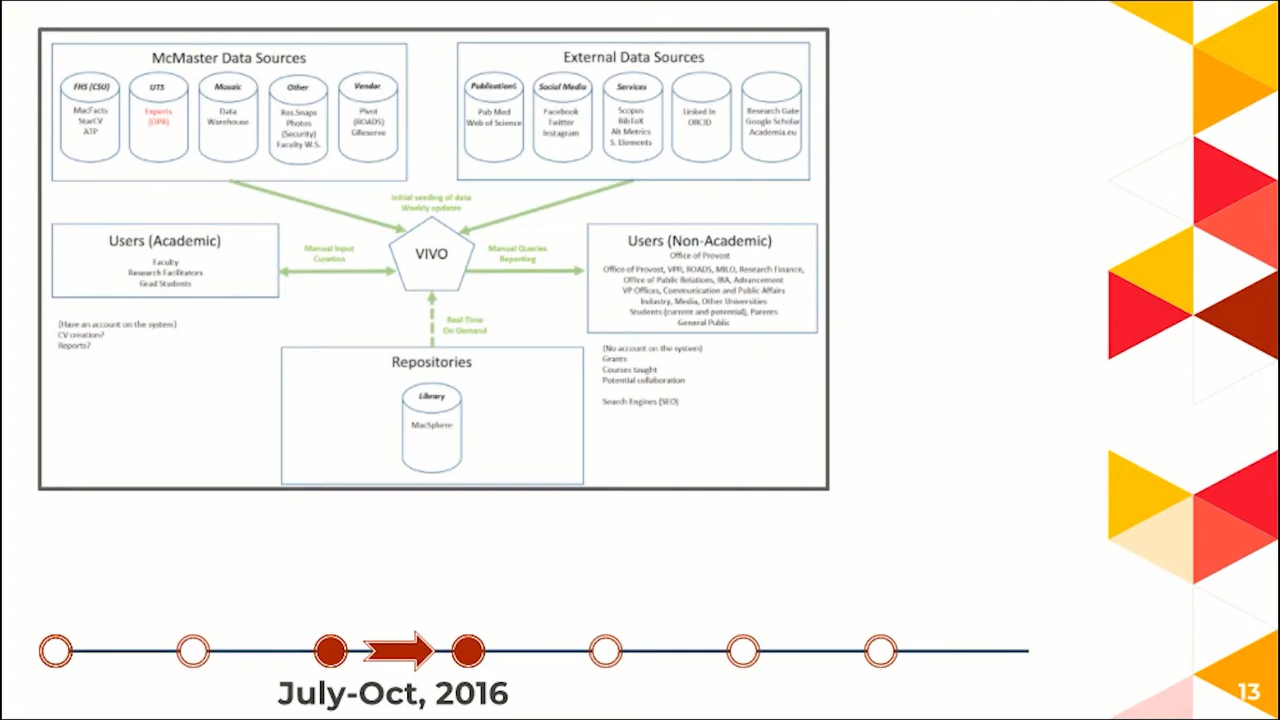 McMaster Data Sources
FHS (CSU)
MacFacts
StarCV
ATP
UTS
Experts
(OPR)
Mosaic
Data
Warehouse
Other
Res.Snaps
Photos
(Security)
Faculty W.S.
Vendor
Pivot
(ROADS)
GReserve
External Data Sources
Publications
Pub Med
Web of Science
Social Media
Facebook
Twitter
Instagram
Services
Scopus
BibTeX
Alt Metrics
S. Elements
Linked In
ORCID
Research Gate
Google Scholar
Academia.eu
Initial seeding of data
Weekly updates
Users (Academic)
Faculty
Research Facilitators
Grad Students
Manual Input
Curation
VIVO
Manual Queries
Reporting
Users (Non-Academic)
Office of Provost
Office of Provost, VPR, ROADS, MILO, Research Finance,
Office of Public Relations, IRA, Advancement
VP Offices, Communication and Public Affairs
Industry, Media, Other Universities
Students (current and potential), Parents
General Public
(Have an account on the system)
CV creation?
Reports?
Real Time
On Demand
(No account on the system)
Grants
Courses taught
Potential collaboration
Search Engines (SEO)
Repositories
Library
MacSphere
July-Oct, 2016
13